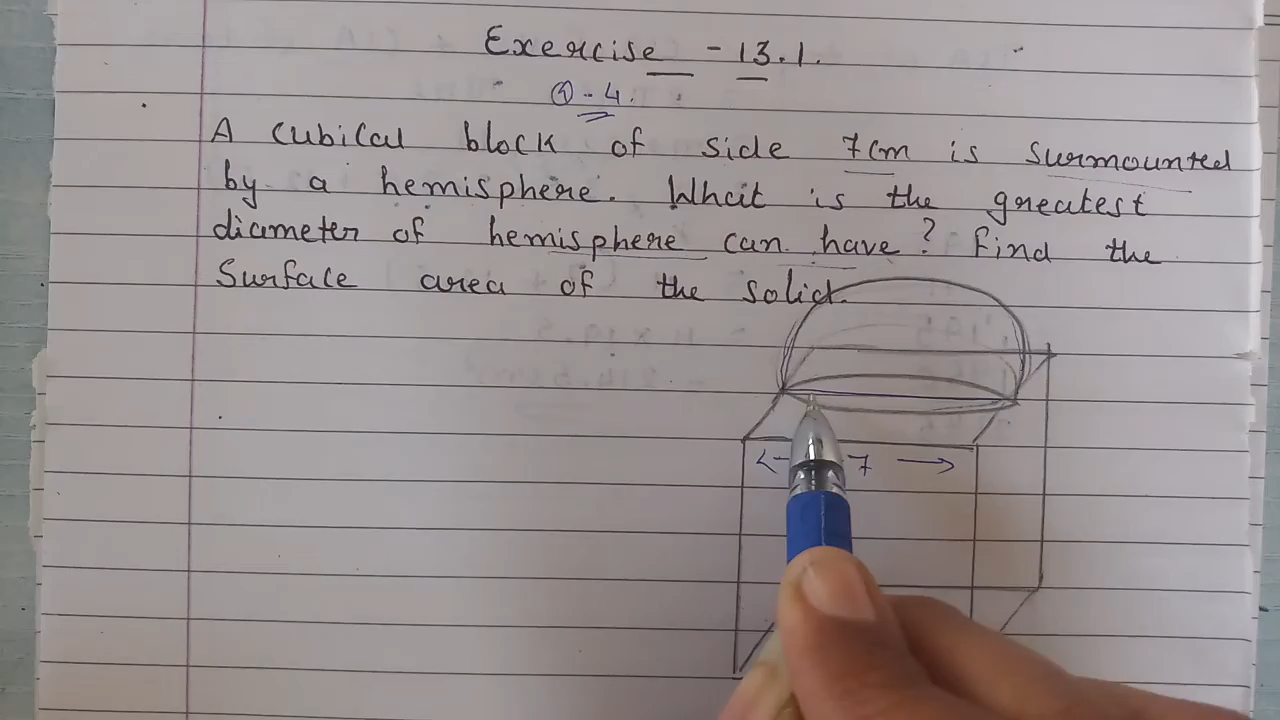 Exercise - 13.1.
Q-4.
A cubical block of side 7cm is surmounted
by a hemisphere. What is the greatest
diameter of hemisphere can have? Find the
Surface area of the solid.
7